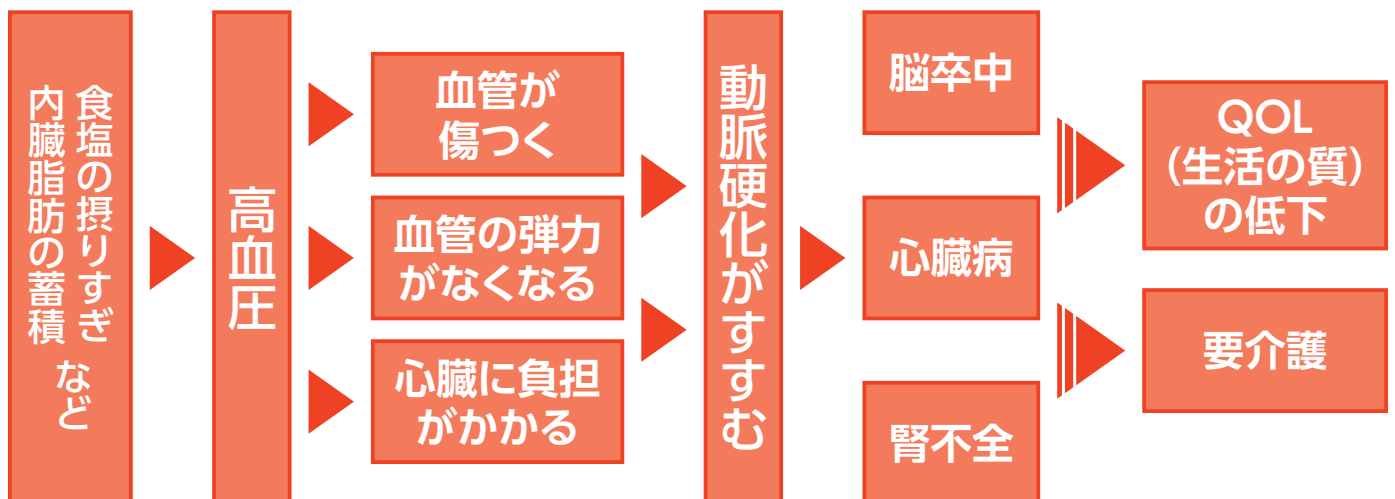 食塩の摂りすぎ
内臓脂肪の蓄積
など
高血圧
血管が
傷つく
血管の弾力
がなくなる
心臓に負担
がかかる
動脈硬化がすすむ
脳卒中
心臓病
腎不全
QOL
（生活の質）
の低下
要介護